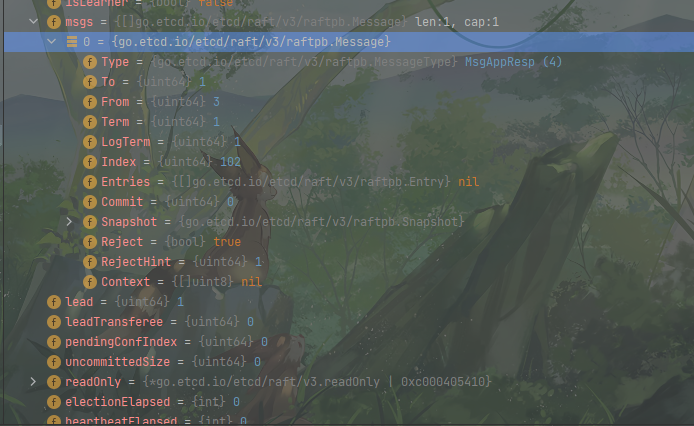 isLearner = {bool} false
msgs = {[]go.etcd.io/etcd/raft/v3/raftpb.Message} len:1, cap:1
0 = {go.etcd.io/etcd/raft/v3/raftpb.Message}
Type = {go.etcd.io/etcd/raft/v3/raftpb.MessageType} MsgAppResp (4)
To = {uint64} 1
From = {uint64} 3
Term = {uint64} 1
LogTerm = {uint64} 1
Index = {uint64} 102
Entries = {[]go.etcd.io/etcd/raft/v3/raftpb.Entry} nil
Commit = {uint64} 0
Snapshot = {go.etcd.io/etcd/raft/v3/raftpb.Snapshot}
Reject = {bool} true
RejectHint = {uint64} 1
Context = {[]uint8} nil
lead = {uint64} 1
leadTransferee = {uint64} 0
pendingConfIndex = {uint64} 0
uncommittedSize = {uint64} 0
readOnly = {*go.etcd.io/etcd/raft/v3.readOnly | 0xc000405410}
electionElapsed = {int} 0
heartbeatElapsed = {int} 0